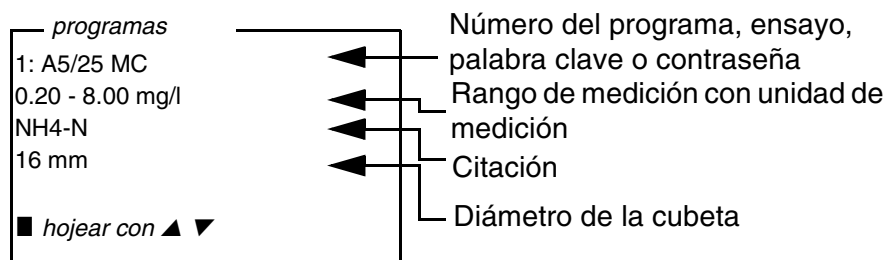 programas
1: A5/25 MC
0.20 - 8.00 mg/l
NH4-N
16 mm
hojear con ▲ ▼
Número del programa, ensayo,
palabra clave o contraseña
Rango de medición con unidad de
medición
Citación
Diámetro de la cubeta